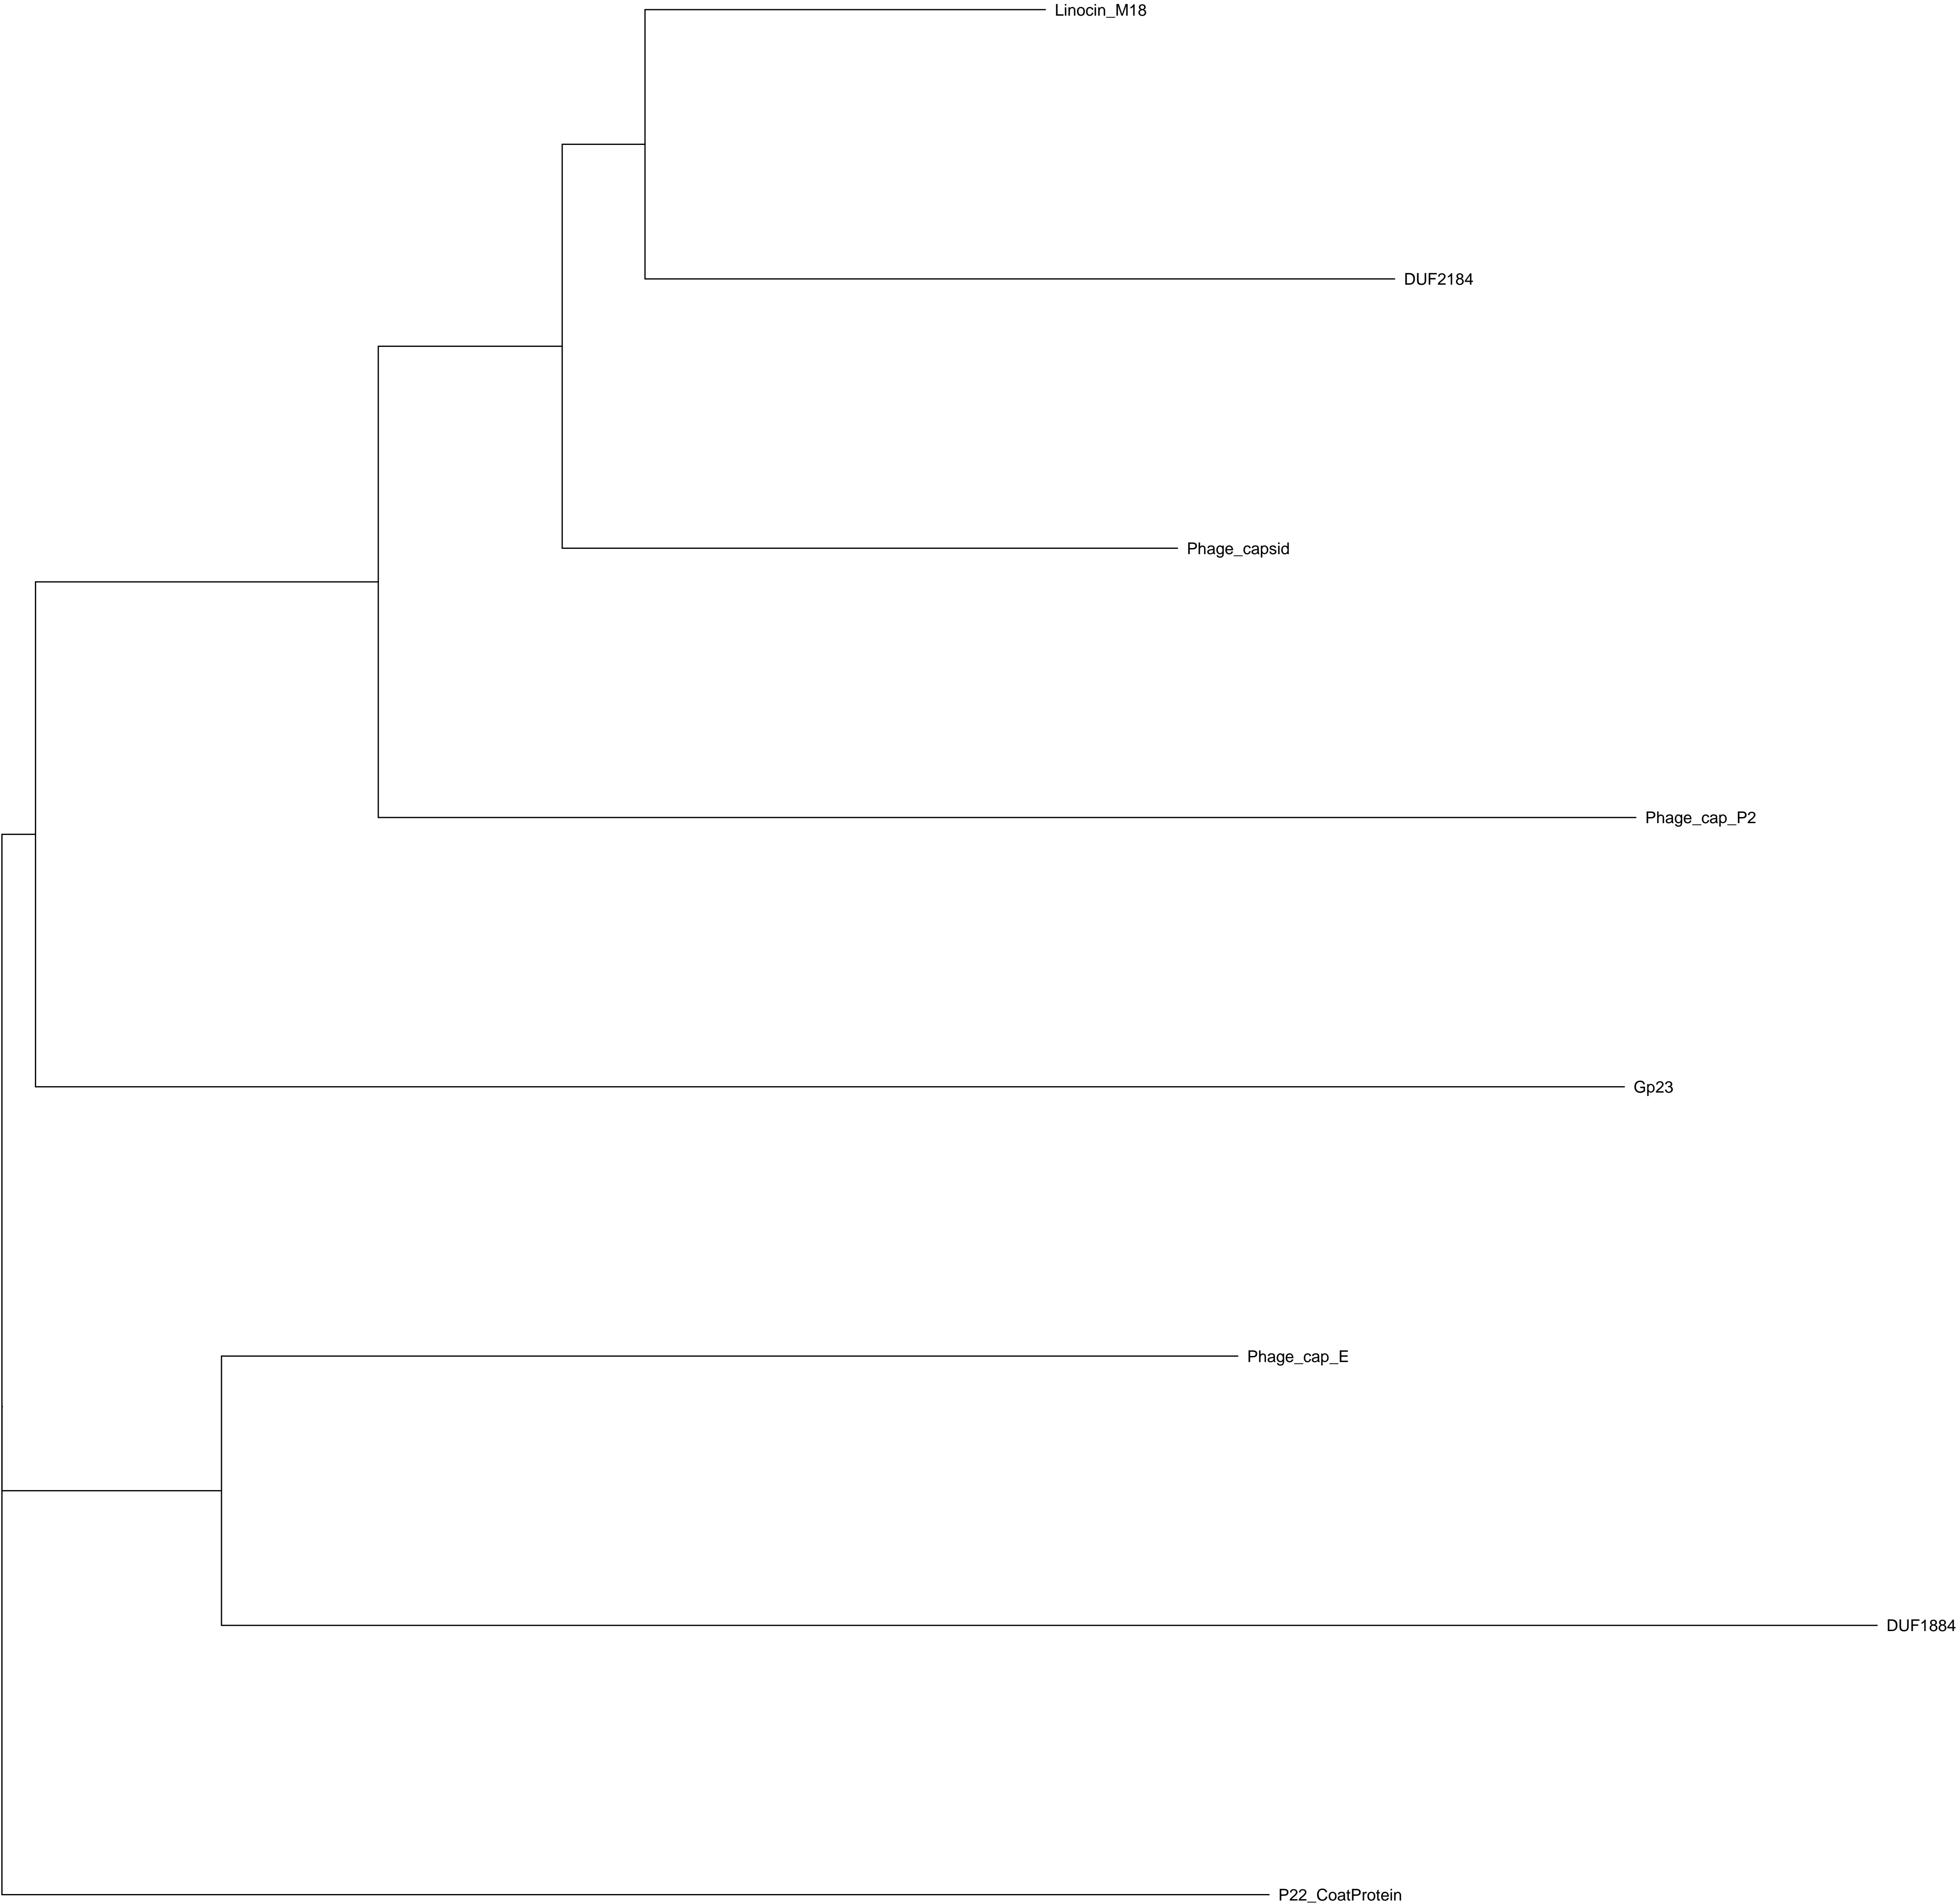 Linocin_M18
DUF2184
Phage_capsid
Phage_cap_P2
Gp23
Phage_cap_E
DUF1884
P22_CoatProtein